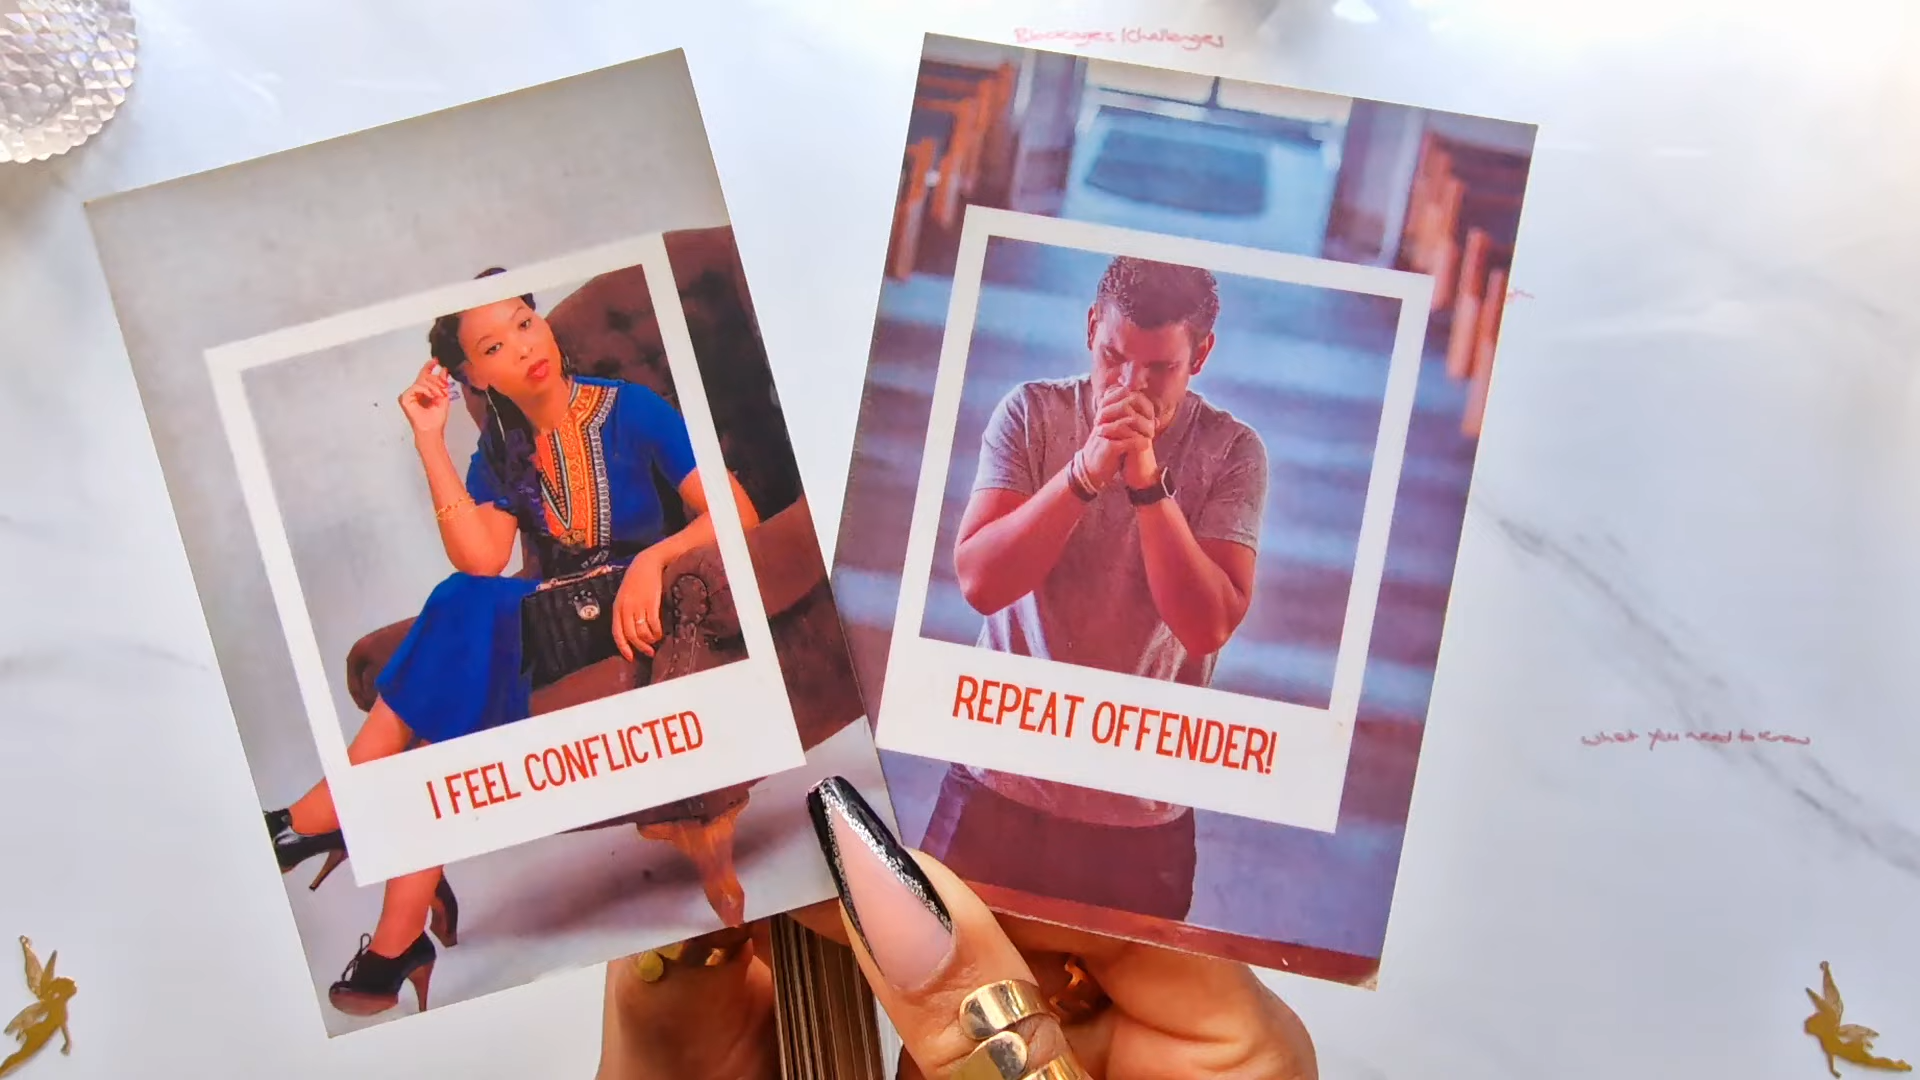 Blockages/Challenges
I FEEL CONFLICTED
REPEAT OFFENDER!
what you need to know